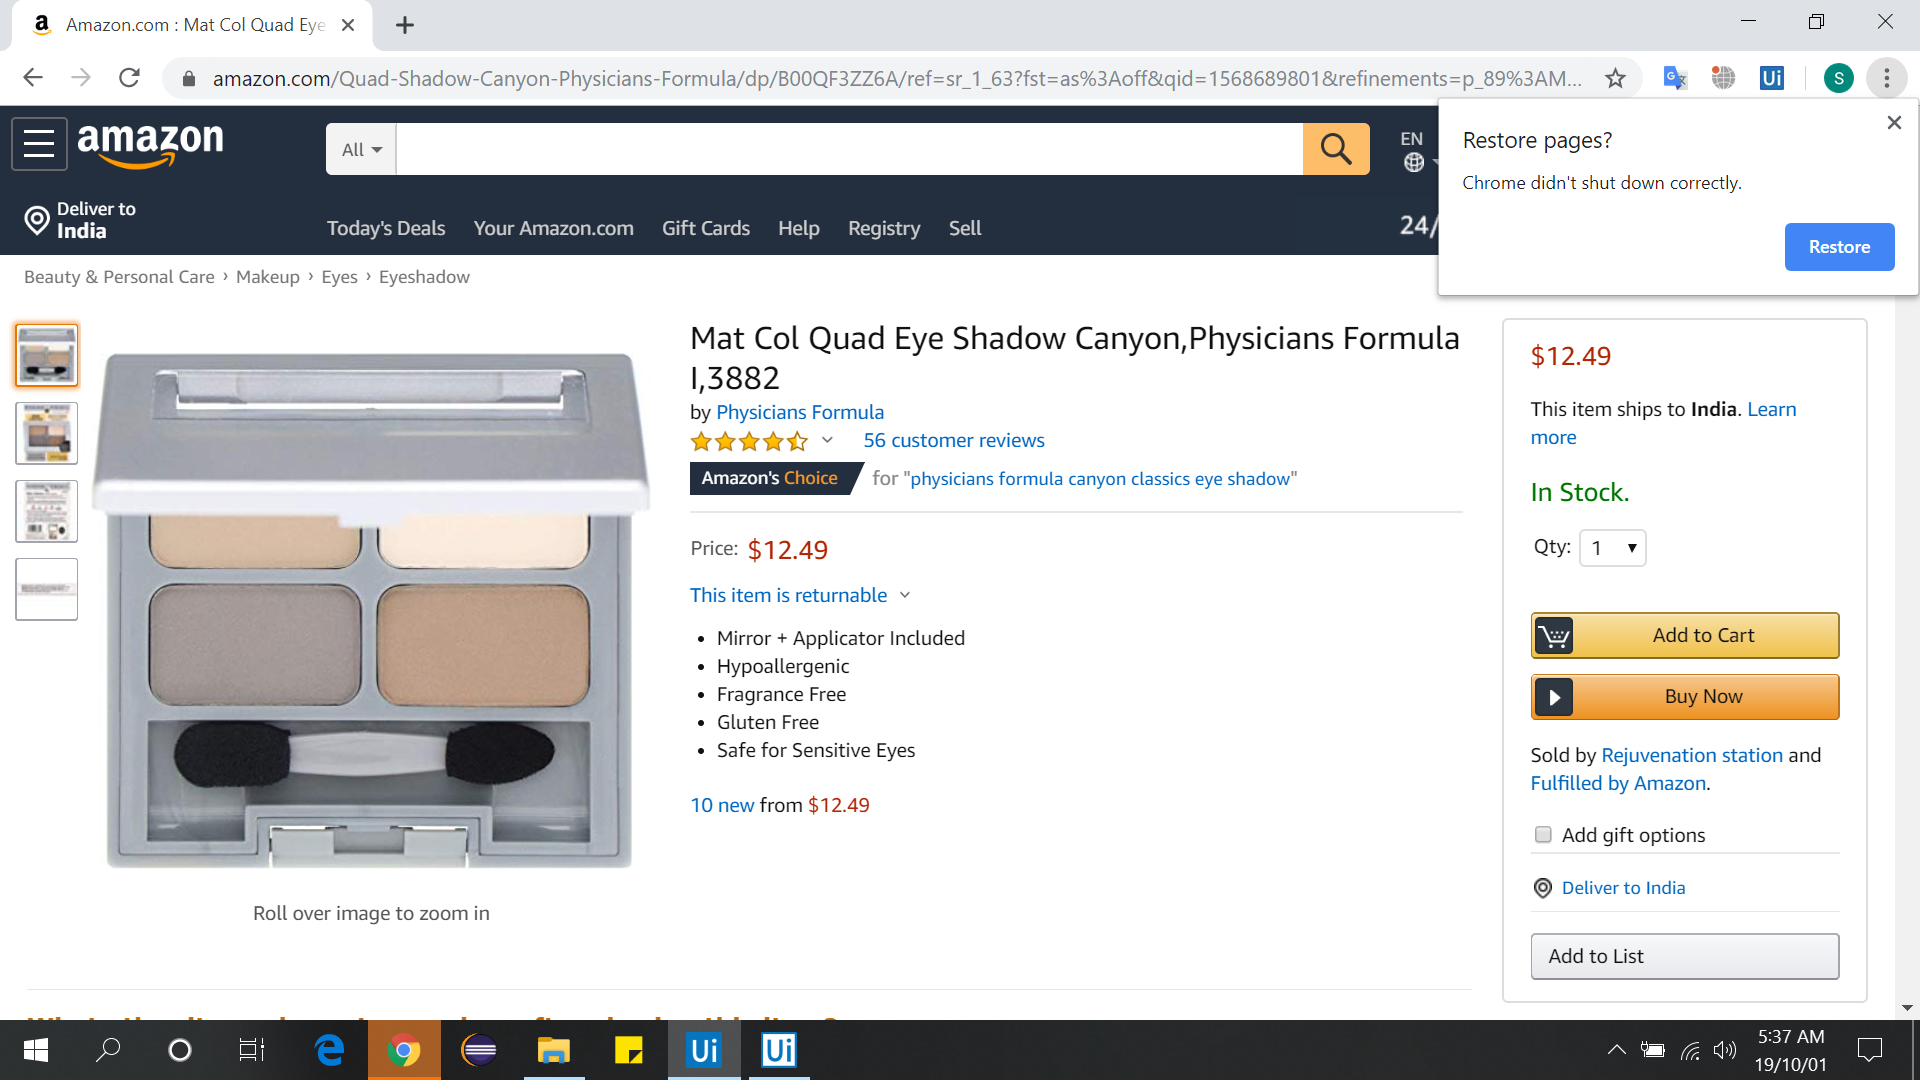 Amazon.com : Mat Col Quad Eye
amazon.com/Quad-Shadow-Canyon-Physicians-Formula/dp/B00QF3ZZ6A/ref=sr_1_63?fst=as%3Aoff&qid=1568689801&refinements=p_89%3AM...
S
Ui
Restore pages?
Chrome didn't shut down correctly.
Restore
amazon
All
EN
Deliver to
India
Today's Deals Your Amazon.com Gift Cards Help Registry Sell
24/
Beauty & Personal Care › Makeup › Eyes › Eyeshadow
Mat Col Quad Eye Shadow Canyon,Physicians Formula
I,3882
by Physicians Formula
56 customer reviews
Amazon's Choice for "physicians formula canyon classics eye shadow"
Price: $12.49
This item is returnable
• Mirror + Applicator Included
• Hypoallergenic
• Fragrance Free
• Gluten Free
• Safe for Sensitive Eyes
10 new from $12.49
Roll over image to zoom in
$12.49
This item ships to India. Learn
more
In Stock.
Qty: 1
Add to Cart
Buy Now
Sold by Rejuvenation station and
Fulfilled by Amazon.
Add gift options
Deliver to India
Add to List
Ui
Ui
5:37 AM
19/10/01